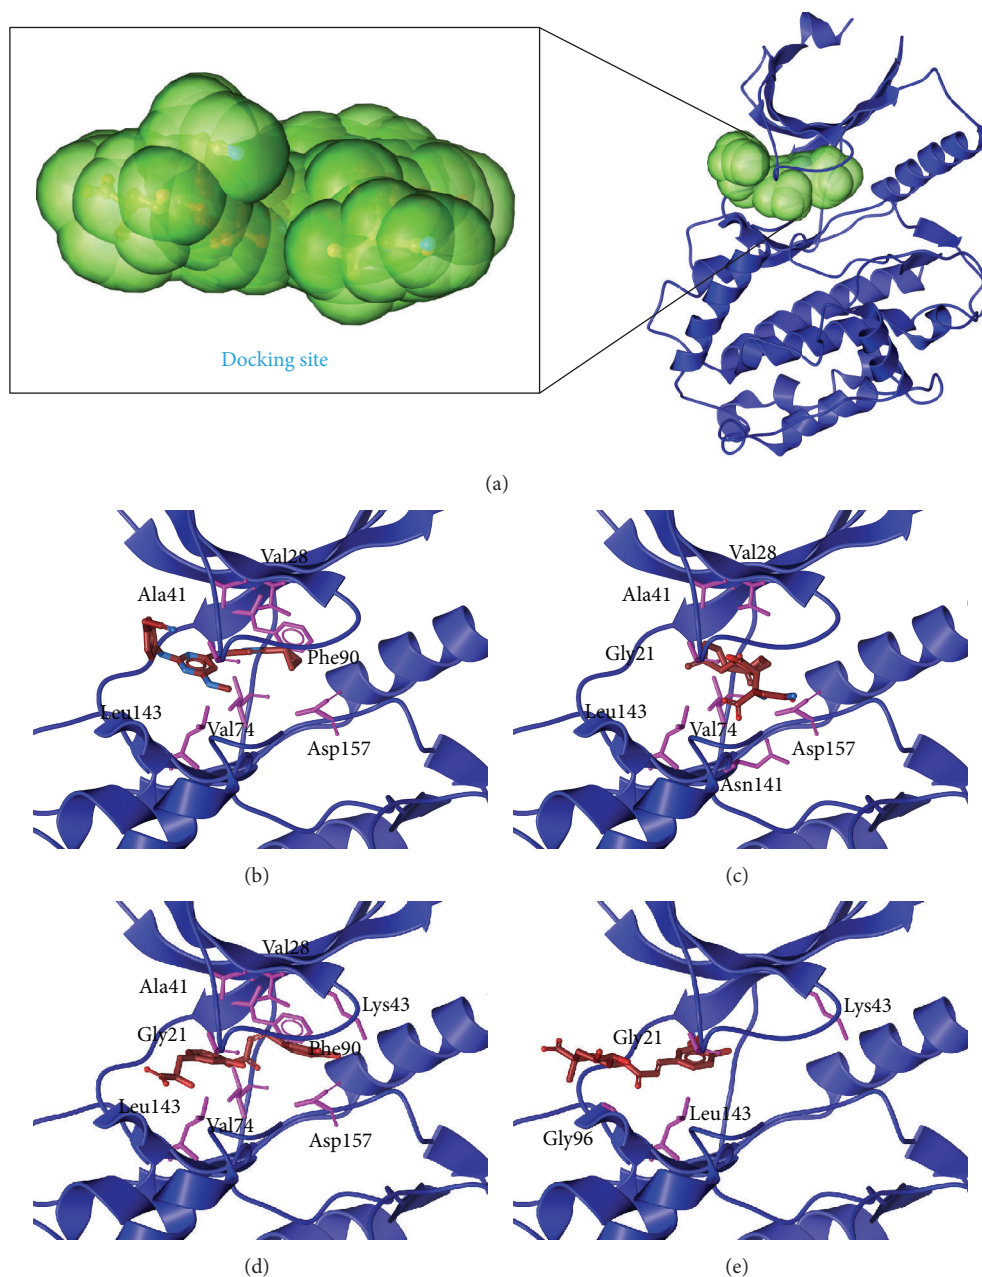 Docking site
(a)
Val28
Ala41
Phe90
Leu143
Val74
Asp157
(b)
Val28
Ala41
Gly21
Leu143
Val74
Asp157
Asn141
(c)
Val28
Ala41
Lys43
Gly21
Phe90
Leu143
Val74
Asp157
(d)
Lys43
Gly21
Leu143
Gly96
(e)